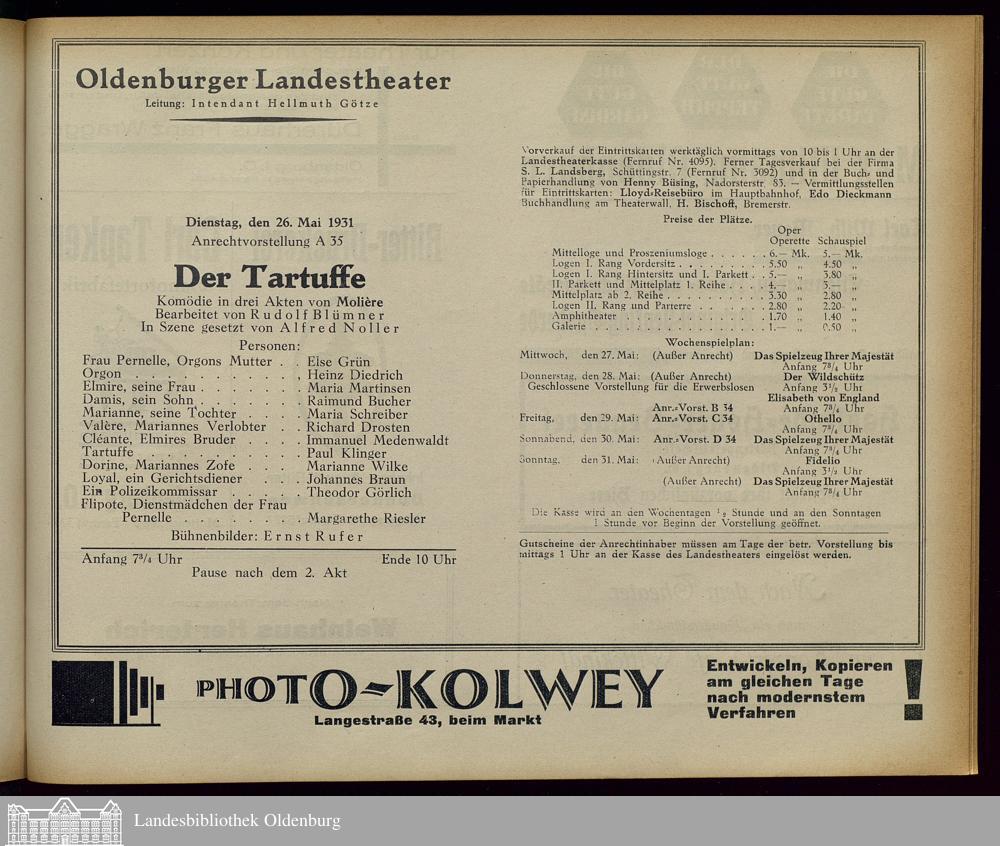 Oldenburger Landestheater
Leitung: Intendant Hellmuth Götze
Dienstag, den 26. Mai 1931
Anrechtvorstellung A 35
Der Tartuffe
Komödie in drei Akten von Molière
Bearbeitet von Rudolf Blümner
In Szene gesetzt von Alfred Noller
Personen:
Frau Pernelle, Orgons Mutter . . Else Grün
Orgon . . . . . . . . . . . Heinz Diedrich
Elmire, seine Frau . . . . . . Maria Martinsen
Damis, sein Sohn . . . . . . . Raimund Bucher
Marianne, seine Tochter . . . . Maria Schreiber
Valère, Mariannes Verlobter . . Richard Drosten
Cléante, Elmires Bruder . . . . Immanuel Medenwaldt
Tartuffe . . . . . . . . . . Paul Klinger
Dorine, Mariannes Zofe . . . Marianne Wilke
Loyal, ein Gerichtsdiener . . . Johannes Braun
Ein Polizeikommissar . . . . . Theodor Görlich
Flipote, Dienstmädchen der Frau
Pernelle . . . . . . . . Margarethe Riesler
Bühnenbilder: Ernst Rufer
Anfang 7³/₄ Uhr Ende 10 Uhr
Pause nach dem 2. Akt
Vorverkauf der Eintrittskarten werktäglich vormittags von 10 bis 1 Uhr an der
Landestheaterkasse (Fernruf Nr. 4095). Ferner Tagesverkauf bei der Firma
S. L. Landsberg, Schüttingstr. 7 (Fernruf Nr. 3092) und in der Buch- und
Papierhandlung von Henny Büsing, Nadorsterstr. 83. — Vermittlungsstellen
für Eintrittskarten: Lloyd-Reisebüro im Hauptbahnhof, Edo Dieckmann
Buchhandlung am Theaterwall, H. Bischoff, Bremerstr.
Preise der Plätze.
Oper
Operette Schauspiel
Mittelloge und Proszeniumsloge . . . . . . 6.— Mk. 5.— Mk.
Logen I. Rang Vordersitz . . . . . . . . . 5.50 „ 4.50 „
Logen I. Rang Hintersitz und I. Parkett . . 5.— „ 3.80 „
II. Parkett und Mittelplatz 1. Reihe . . . . 4.— „ 3.— „
Mittelplatz ab 2. Reihe . . . . . . . . . . 3.30 „ 2.80 „
Logen II. Rang und Parterre . . . . . . . 2.80 „ 2.20 „
Amphitheater . . . . . . . . . . . . 1.70 „ 1.40 „
Galerie . . . . . . . . . . . . . . 1.— „ 0.50 „
Wochenspielplan:
Mittwoch, den 27. Mai: (Außer Anrecht) Das Spielzeug Ihrer Majestät
Anfang 7³/₄ Uhr
Donnerstag, den 28. Mai: (Außer Anrecht) Der Wildschütz
Geschlossene Vorstellung für die Erwerbslosen Anfang 3¹/₂ Uhr
Elisabeth von England
Anr.-Vorst. B 34 Anfang 7³/₄ Uhr
Freitag, den 29. Mai: Anr.-Vorst. C 34 Othello
Anfang 7³/₄ Uhr
Sonnabend, den 30. Mai: Anr.-Vorst. D 34 Das Spielzeug Ihrer Majestät
Anfang 7³/₄ Uhr
Sonntag, den 31. Mai: (Außer Anrecht) Fidelio
Anfang 3¹/₂ Uhr
(Außer Anrecht) Das Spielzeug Ihrer Majestät
Anfang 7³/₄ Uhr
Die Kasse wird an den Wochentagen ¹/₂ Stunde und an den Sonntagen
1 Stunde vor Beginn der Vorstellung geöffnet.
Gutscheine der Anrechtinhaber müssen am Tage der betr. Vorstellung bis
mittags 1 Uhr an der Kasse des Landestheaters eingelöst werden.
PHOTO-KOLWEY
Langestraße 43, beim Markt
Entwickeln, Kopieren
am gleichen Tage
nach modernstem
Verfahren !
Landesbibliothek Oldenburg